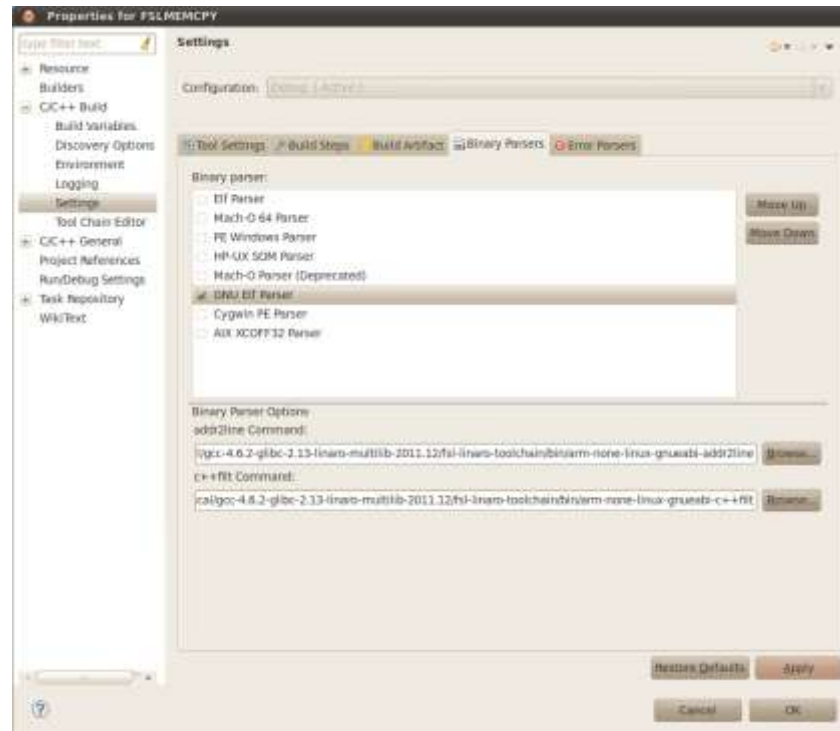 Properties for FSLMEMCPY
type filter text
Resource
Builders
C/C++ Build
Build Variables
Discovery Options
Environment
Logging
Settings
Tool Chain Editor
C/C++ General
Project References
Run/Debug Settings
Task Repository
WikiText
Settings
Configuration: Debug [ Active ]
Tool Settings Build Steps Build Artifact Binary Parsers Error Parsers
Binary parser:
Elf Parser
Mach-O 64 Parser
PE Windows Parser
HP-UX SOM Parser
Mach-O Parser (Deprecated)
GNU Elf Parser
Cygwin PE Parser
AIX XCOFF32 Parser
Move Up
Move Down
Binary Parser Options
addr2line Command:
l/gcc-4.6.2-glibc-2.13-linaro-multilib-2011.12/fsl-linaro-toolchain/bin/arm-none-linux-gnueabi-addr2line Browse...
c++filt Command:
cal/gcc-4.6.2-glibc-2.13-linaro-multilib-2011.12/fsl-linaro-toolchain/bin/arm-none-linux-gnueabi-c++filt Browse...
Restore Defaults Apply
Cancel OK